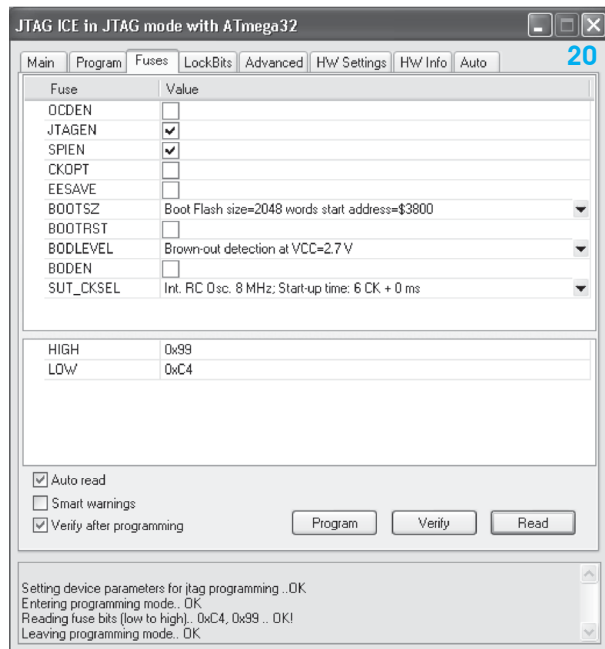 JTAG ICE in JTAG mode with ATmega32
20
Main Program Fuses LockBits Advanced HW Settings HW Info Auto
Fuse Value
OCDEN
JTAGEN
SPIEN
CKOPT
EESAVE
BOOTSZ Boot Flash size=2048 words start address=$3800
BOOTRST
BODLEVEL Brown-out detection at VCC=2.7 V
BODEN
SUT_CKSEL Int. RC Osc. 8 MHz; Start-up time: 6 CK + 0 ms
HIGH 0x99
LOW 0xC4
Auto read
Smart warnings
Verify after programming
Program Verify Read
Setting device parameters for jtag programming ..OK
Entering programming mode.. OK
Reading fuse bits (low to high).. 0xC4, 0x99 .. OK!
Leaving programming mode.. OK